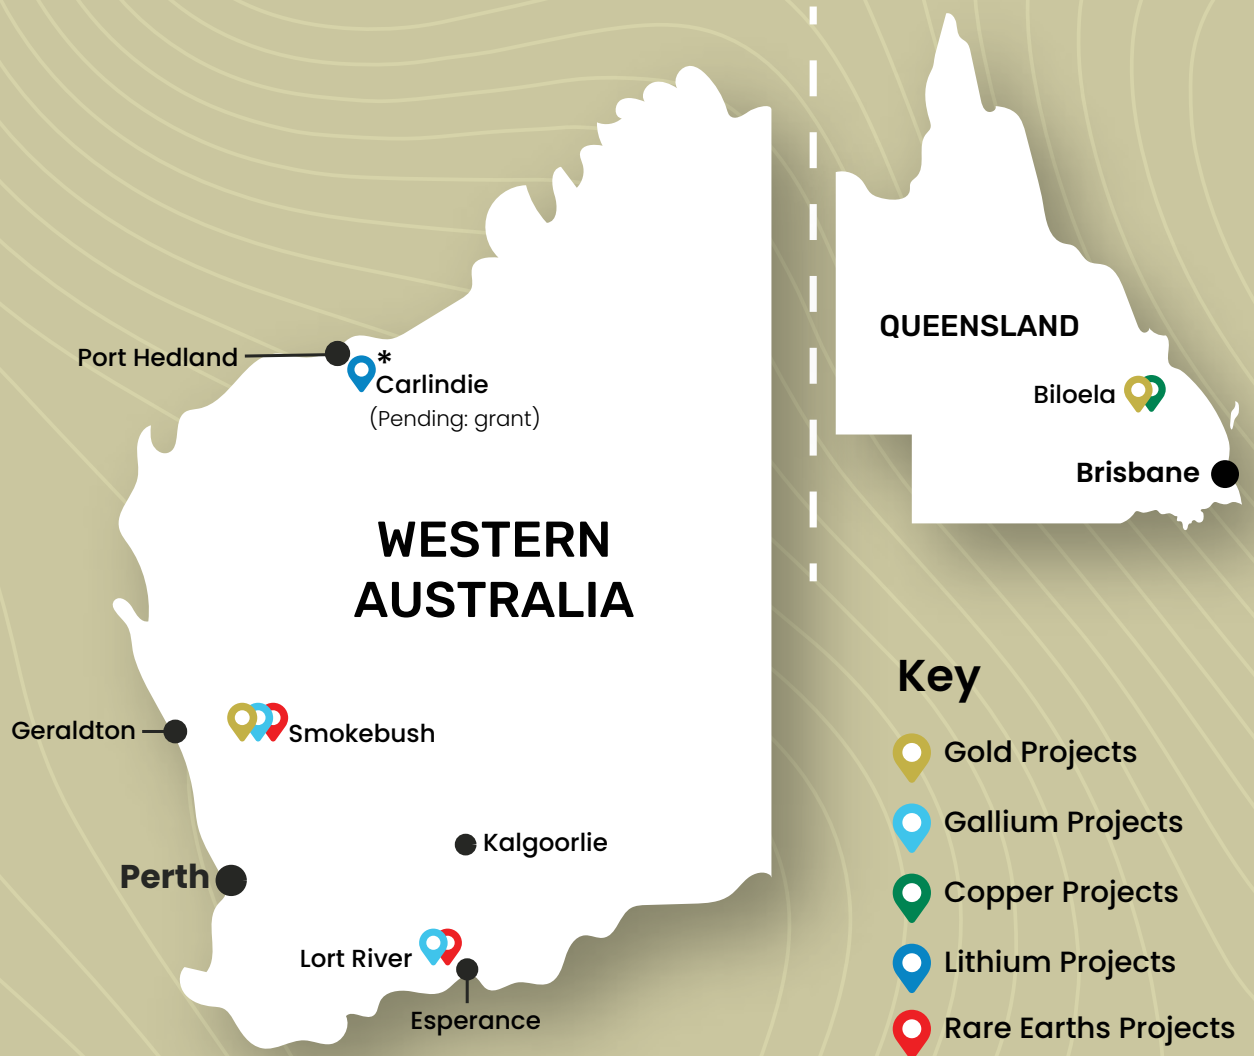 Port Hedland
*
Carlindie
(Pending: grant)
WESTERN
AUSTRALIA
Geraldton
Smokebush
Kalgoorlie
Perth
Lort River
Esperance
QUEENSLAND
Biloela
Brisbane
Key
Gold Projects
Gallium Projects
Copper Projects
Lithium Projects
Rare Earths Projects